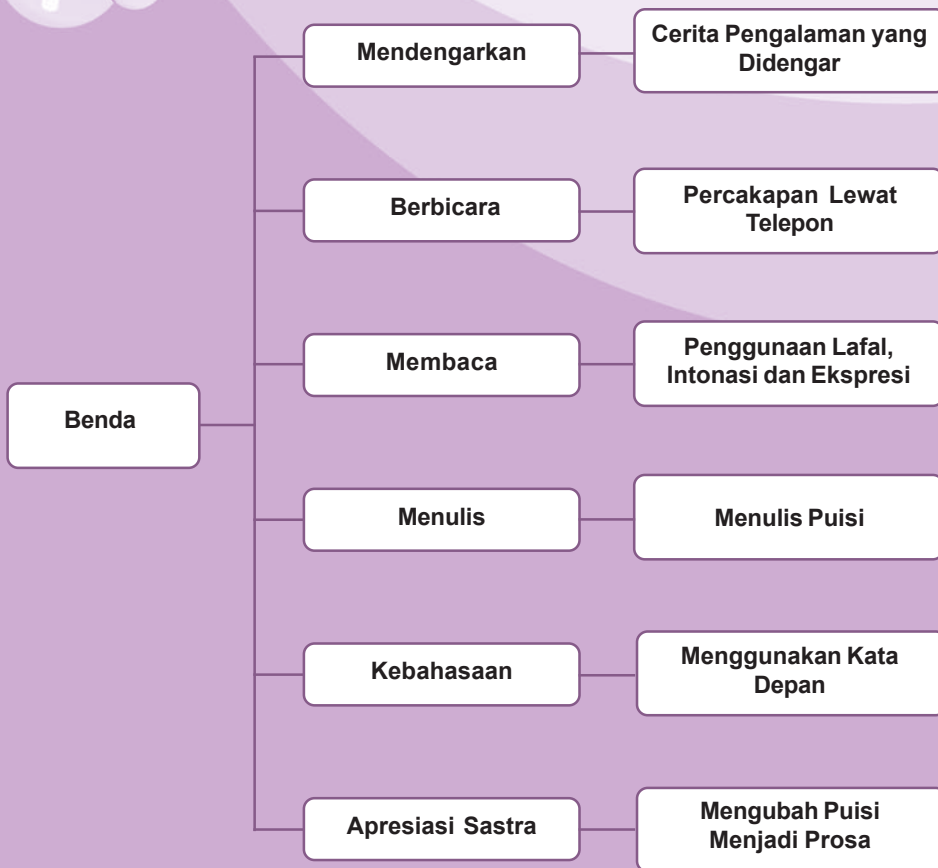 Mendengarkan
Cerita Pengalaman yang
Didengar
Berbicara
Percakapan Lewat
Telepon
Membaca
Penggunaan Lafal,
Intonasi dan Ekspresi
Benda
Menulis
Menulis Puisi
Kebahasaan
Menggunakan Kata
Depan
Apresiasi Sastra
Mengubah Puisi
Menjadi Prosa